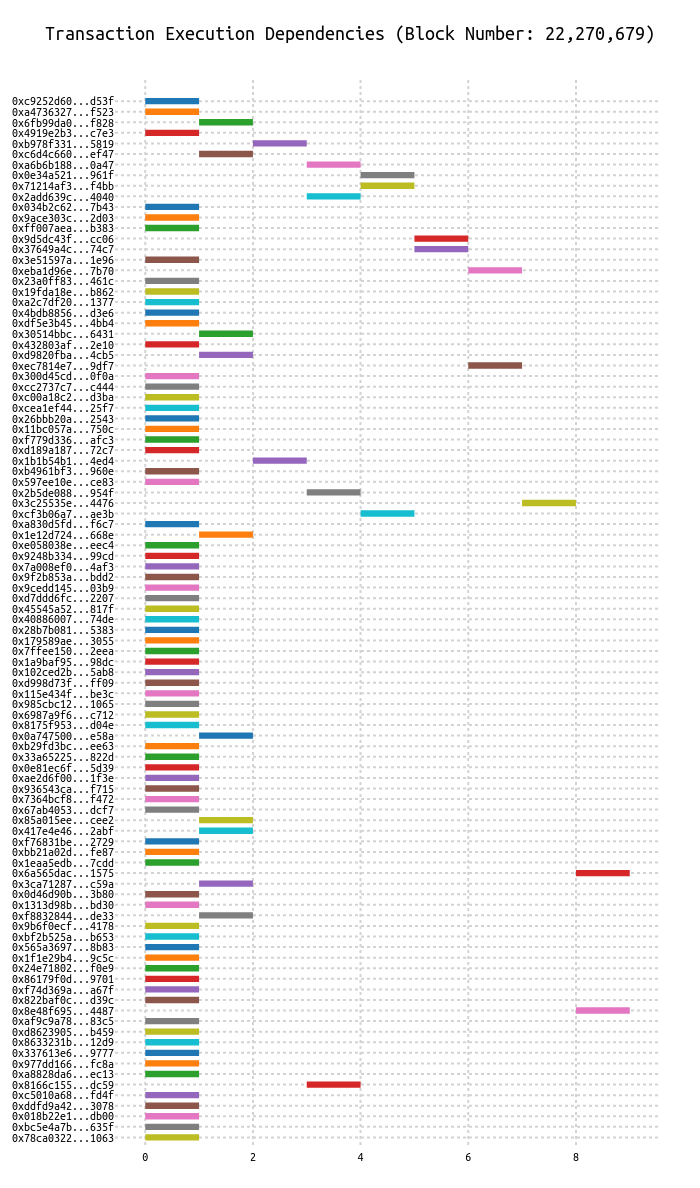 Transaction Execution Dependencies (Block Number: 22,270,679)
0xc9252d60...d53f
0xa4736327...f523
0x6fb99da0...f828
0x4919e2b3...c7e3
0xb978f331...5819
0xc6d4c660...ef47
0xa6b6b188...0a47
0x0e34a521...961f
0x71214af3...f4bb
0x2add639c...4040
0x034b2c62...7b43
0x9ace303c...2d03
0xff007aea...b383
0x9d5dc43f...cc06
0x37649a4c...74c7
0x3e51597a...1e96
0xeba1d96e...7b70
0x23a0ff83...461c
0x19fda18e...b862
0xa2c7df20...1377
0x4bdb8856...d3e6
0xdf5e3b45...4bb4
0x30514bbc...6431
0x432803af...2e10
0xd9820fba...4cb5
0xec7814e7...9df7
0x300d45cd...0f0a
0xcc2737c7...c444
0xc00a18c2...d3ba
0xcea1ef44...25f7
0x26bbb20a...2543
0x11bc057a...750c
0xf779d336...afc3
0xd189a187...72c7
0x1b1b54b1...4ed4
0xb4961bf3...960e
0x597ee10e...ce83
0x2b5de088...954f
0x3c25535e...4476
0xcf3b06a7...ae3b
0xa830d5fd...f6c7
0x1e12d724...668e
0xe058038e...eec4
0x9248b334...99cd
0x7a008ef0...4af3
0x9f2b853a...bdd2
0x9cedd145...03b9
0xd7ddd6fc...2207
0x45545a52...817f
0x40886007...74de
0x28b7b081...5383
0x179589ae...3055
0x7ffee150...2eea
0x1a9baf95...98dc
0x102ced2b...5ab8
0xd998d73f...ff09
0x115e434f...be3c
0x985cbc12...1065
0x6987a9f6...c712
0x8175f953...d04e
0x0a747500...e58a
0xb29fd3bc...ee63
0x33a65225...822d
0x0e81ec6f...5d39
0xae2d6f00...1f3e
0x936543ca...f715
0x7364bcf8...f472
0x67ab4053...dcf7
0x85a015ee...cee2
0x417e4e46...2abf
0xf76831be...2729
0xbb21a02d...fe87
0x1eaa5edb...7cdd
0x6a565dac...1575
0x3ca71287...c59a
0x0d46d90b...3b80
0x1313d98b...bd30
0xf8832844...de33
0x9b6f0ecf...4178
0xbf2b525a...b653
0x565a3697...8b83
0x1f1e29b4...9c5c
0x24e71802...f0e9
0x86179f0d...9701
0xf74d369a...a67f
0x822baf0c...d39c
0x8e48f695...4487
0xaf9c9a78...83c5
0xd8623905...b459
0x8633231b...12d9
0x337613e6...9777
0x977dd166...fc8a
0xa8828da6...ec13
0x8166c155...dc59
0xc5010a68...fd4f
0xddfd9a42...3078
0x018b22e1...db00
0xbc5e4a7b...635f
0x78ca0322...1063
0 2 4 6 8